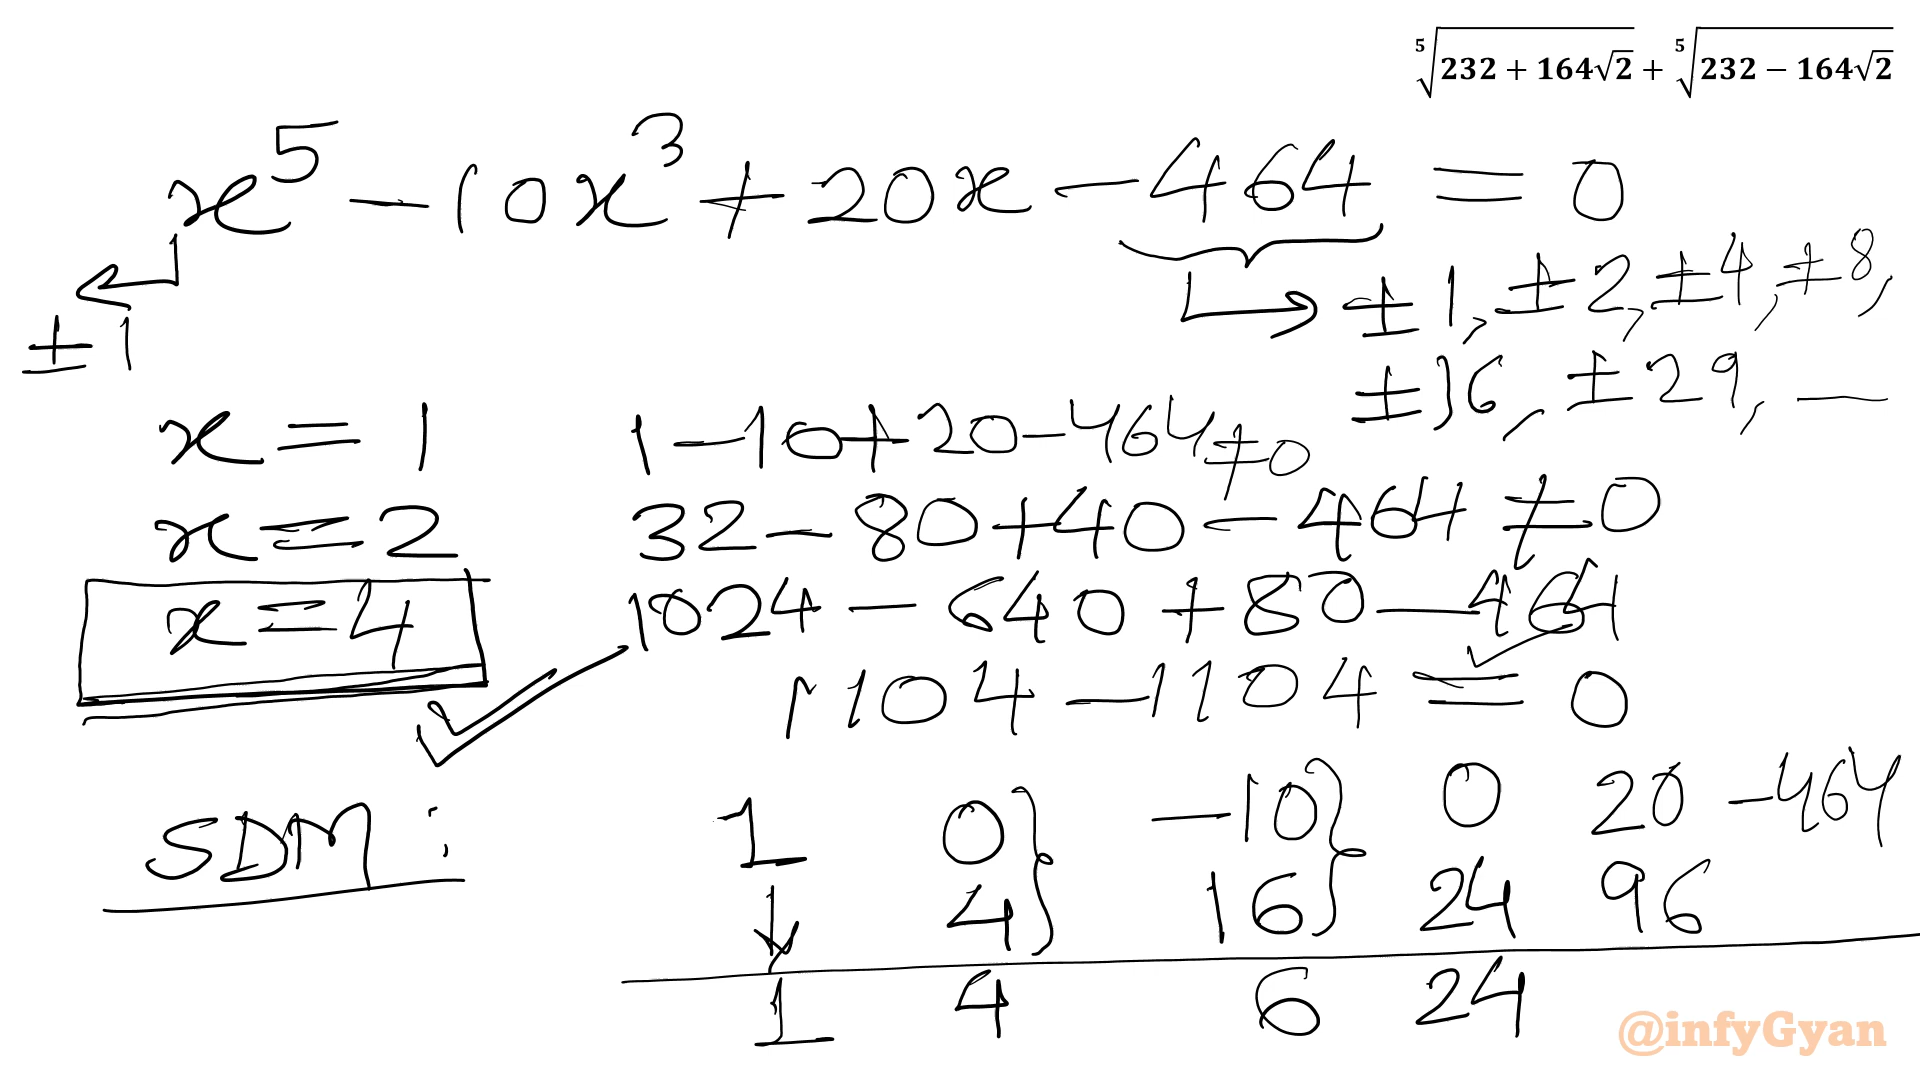 ⁵√(232 + 164√2) + ⁵√(232 − 164√2)
x⁵ − 10x³ + 20x − 464 = 0
±1
±1, ±2, ±4, ±8,
±16, ±29, —
x = 1 1 − 10 + 20 − 464 ≠ 0
x = 2 32 − 80 + 40 − 464 ≠ 0
x = 4 1024 − 640 + 80 − 464
1104 − 1104 = 0
SDM : 1 0 −10 0 20 −464
↓ 4 16 24 96
1 4 6 24
@infyGyan